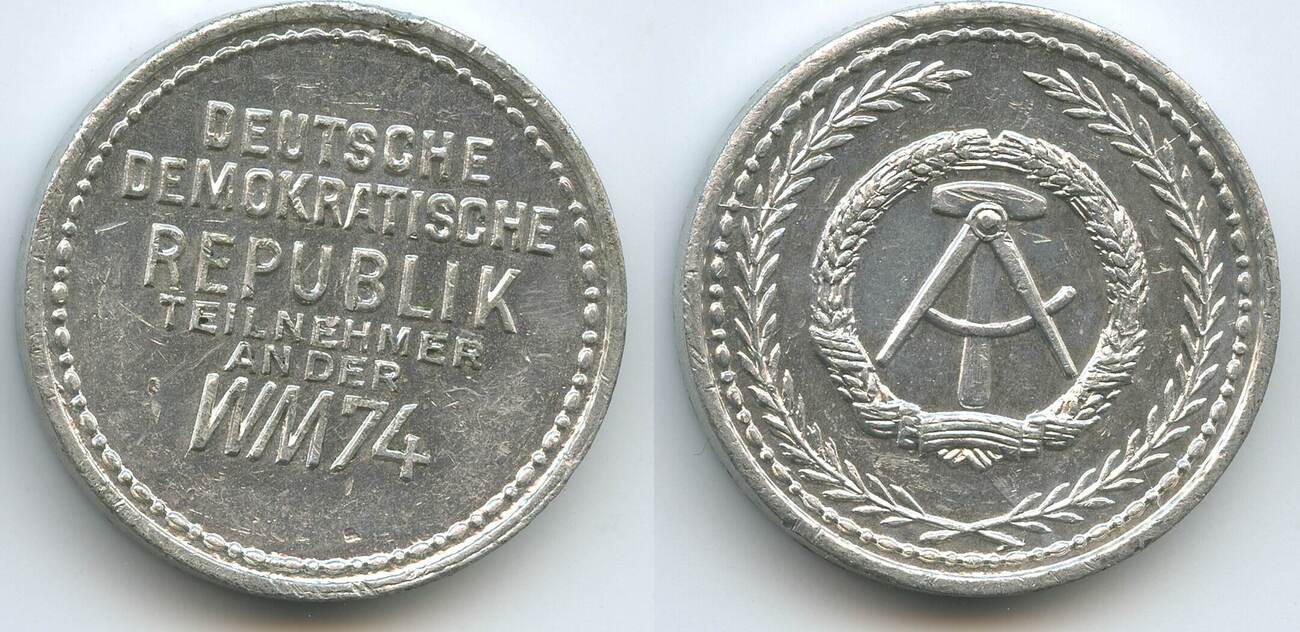 DEUTSCHE
DEMOKRATISCHE
REPUBLIK
TEILNEHMER
AN DER
WM 74